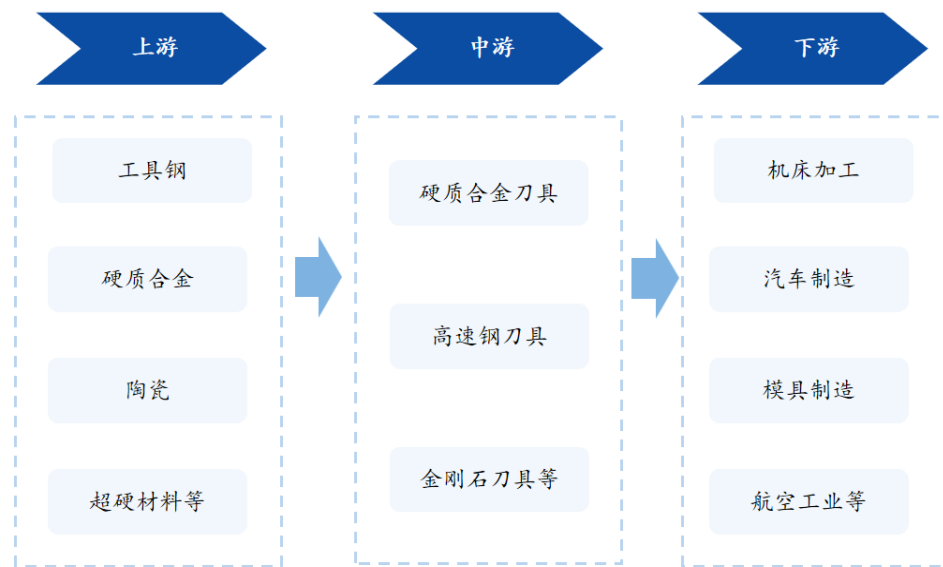 上游
中游
下游
工具钢
硬质合金
陶瓷
超硬材料等
硬质合金刀具
高速钢刀具
金刚石刀具等
机床加工
汽车制造
模具制造
航空工业等